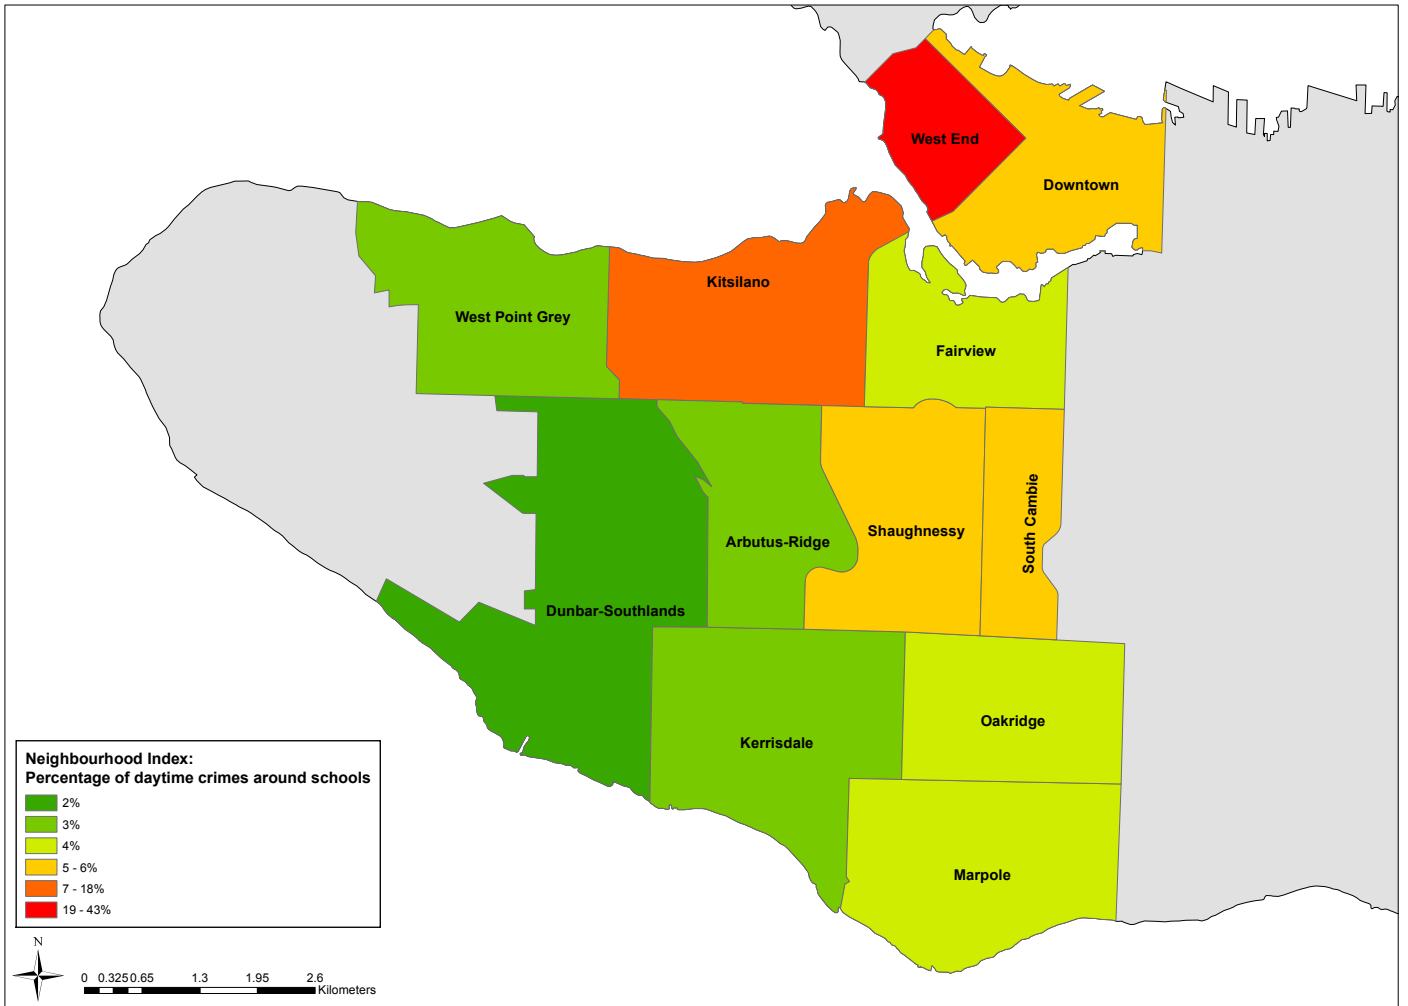 West End
Downtown
Kitsilano
West Point Grey
Fairview
South Cambie
Shaughnessy
Arbutus-Ridge
Dunbar-Southlands
Oakridge
Kerrisdale
Marpole
Neighbourhood Index:
Percentage of daytime crimes around schools
2%
3%
4%
5 - 6%
7 - 18%
19 - 43%
N
0 0.325 0.65 1.3 1.95 2.6
Kilometers